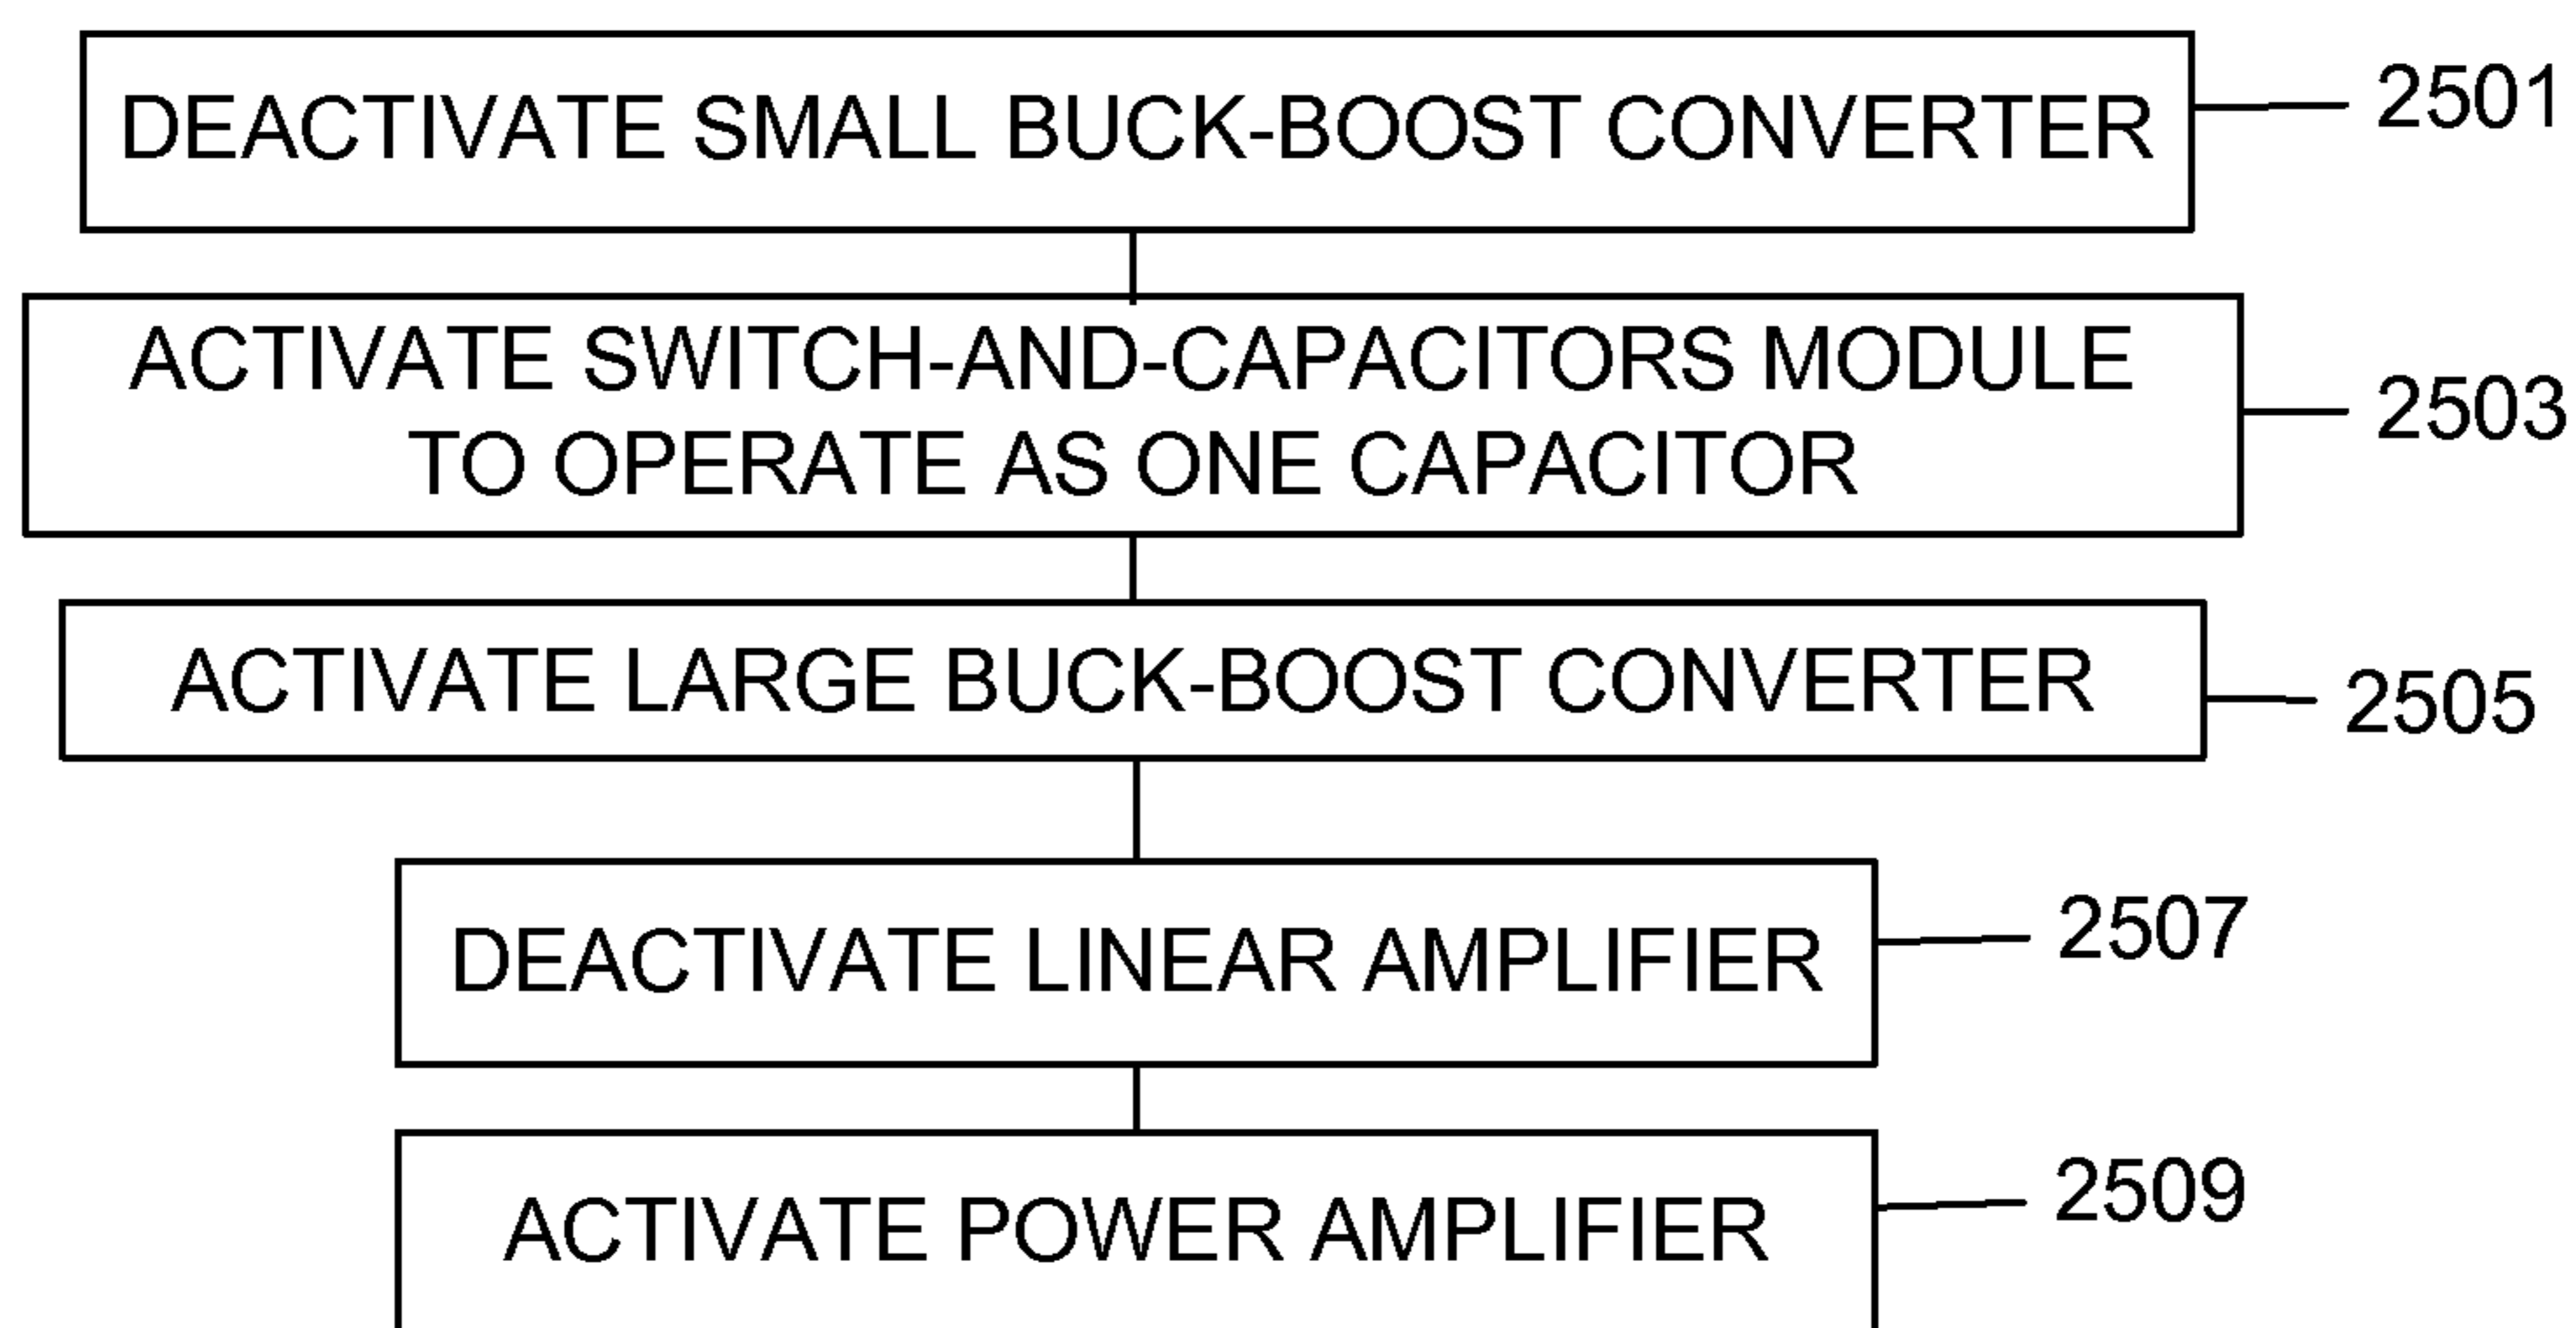 DEACTIVATE SMALL BUCK-BOOST CONVERTER
2501
ACTIVATE SWITCH-AND-CAPACITORS MODULE
TO OPERATE AS ONE CAPACITOR
2503
ACTIVATE LARGE BUCK-BOOST CONVERTER
2505
DEACTIVATE LINEAR AMPLIFIER
2507
ACTIVATE POWER AMPLIFIER
2509